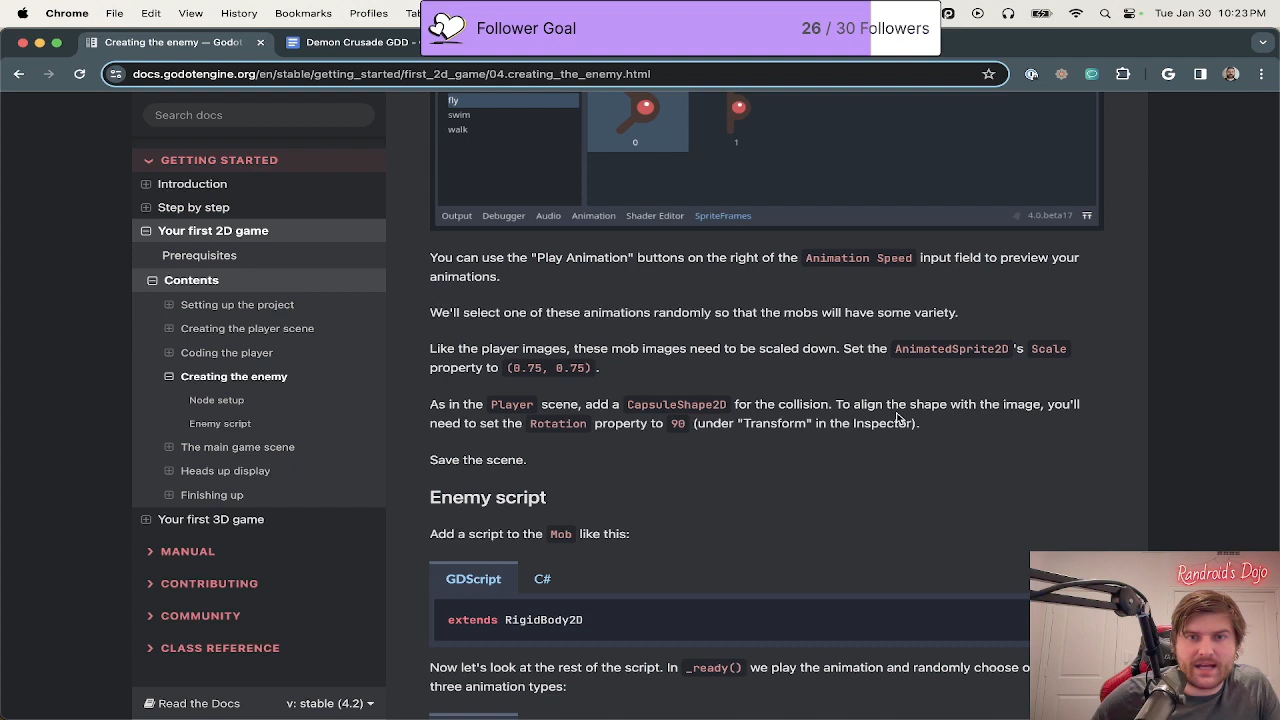 Follower Goal
26 / 30 Followers
10:23 PM
Creating the enemy — Godot
Demon Crusade GDD -
docs.godotengine.org/en/stable/getting_started/first_2d_game/04.creating_the_enemy.html
Search docs
GETTING STARTED
Introduction
Step by step
Your first 2D game
Prerequisites
Contents
Setting up the project
Creating the player scene
Coding the player
Creating the enemy
Node setup
Enemy script
The main game scene
Heads up display
Finishing up
Your first 3D game
MANUAL
CONTRIBUTING
COMMUNITY
CLASS REFERENCE
Read the Docs
v: stable (4.2)
fly
swim
walk
0
1
Output Debugger Audio Animation Shader Editor SpriteFrames
4.0.beta17
You can use the "Play Animation" buttons on the right of the Animation Speed input field to preview your
animations.
We'll select one of these animations randomly so that the mobs will have some variety.
Like the player images, these mob images need to be scaled down. Set the AnimatedSprite2D 's Scale
property to (0.75, 0.75).
As in the Player scene, add a CapsuleShape2D for the collision. To align the shape with the image, you'll
need to set the Rotation property to 90 (under "Transform" in the Inspector).
Save the scene.
Enemy script
Add a script to the Mob like this:
GDScript C#
extends RigidBody2D
Now let's look at the rest of the script. In _ready() we play the animation and randomly choose o
three animation types:
Randroid's Dojo